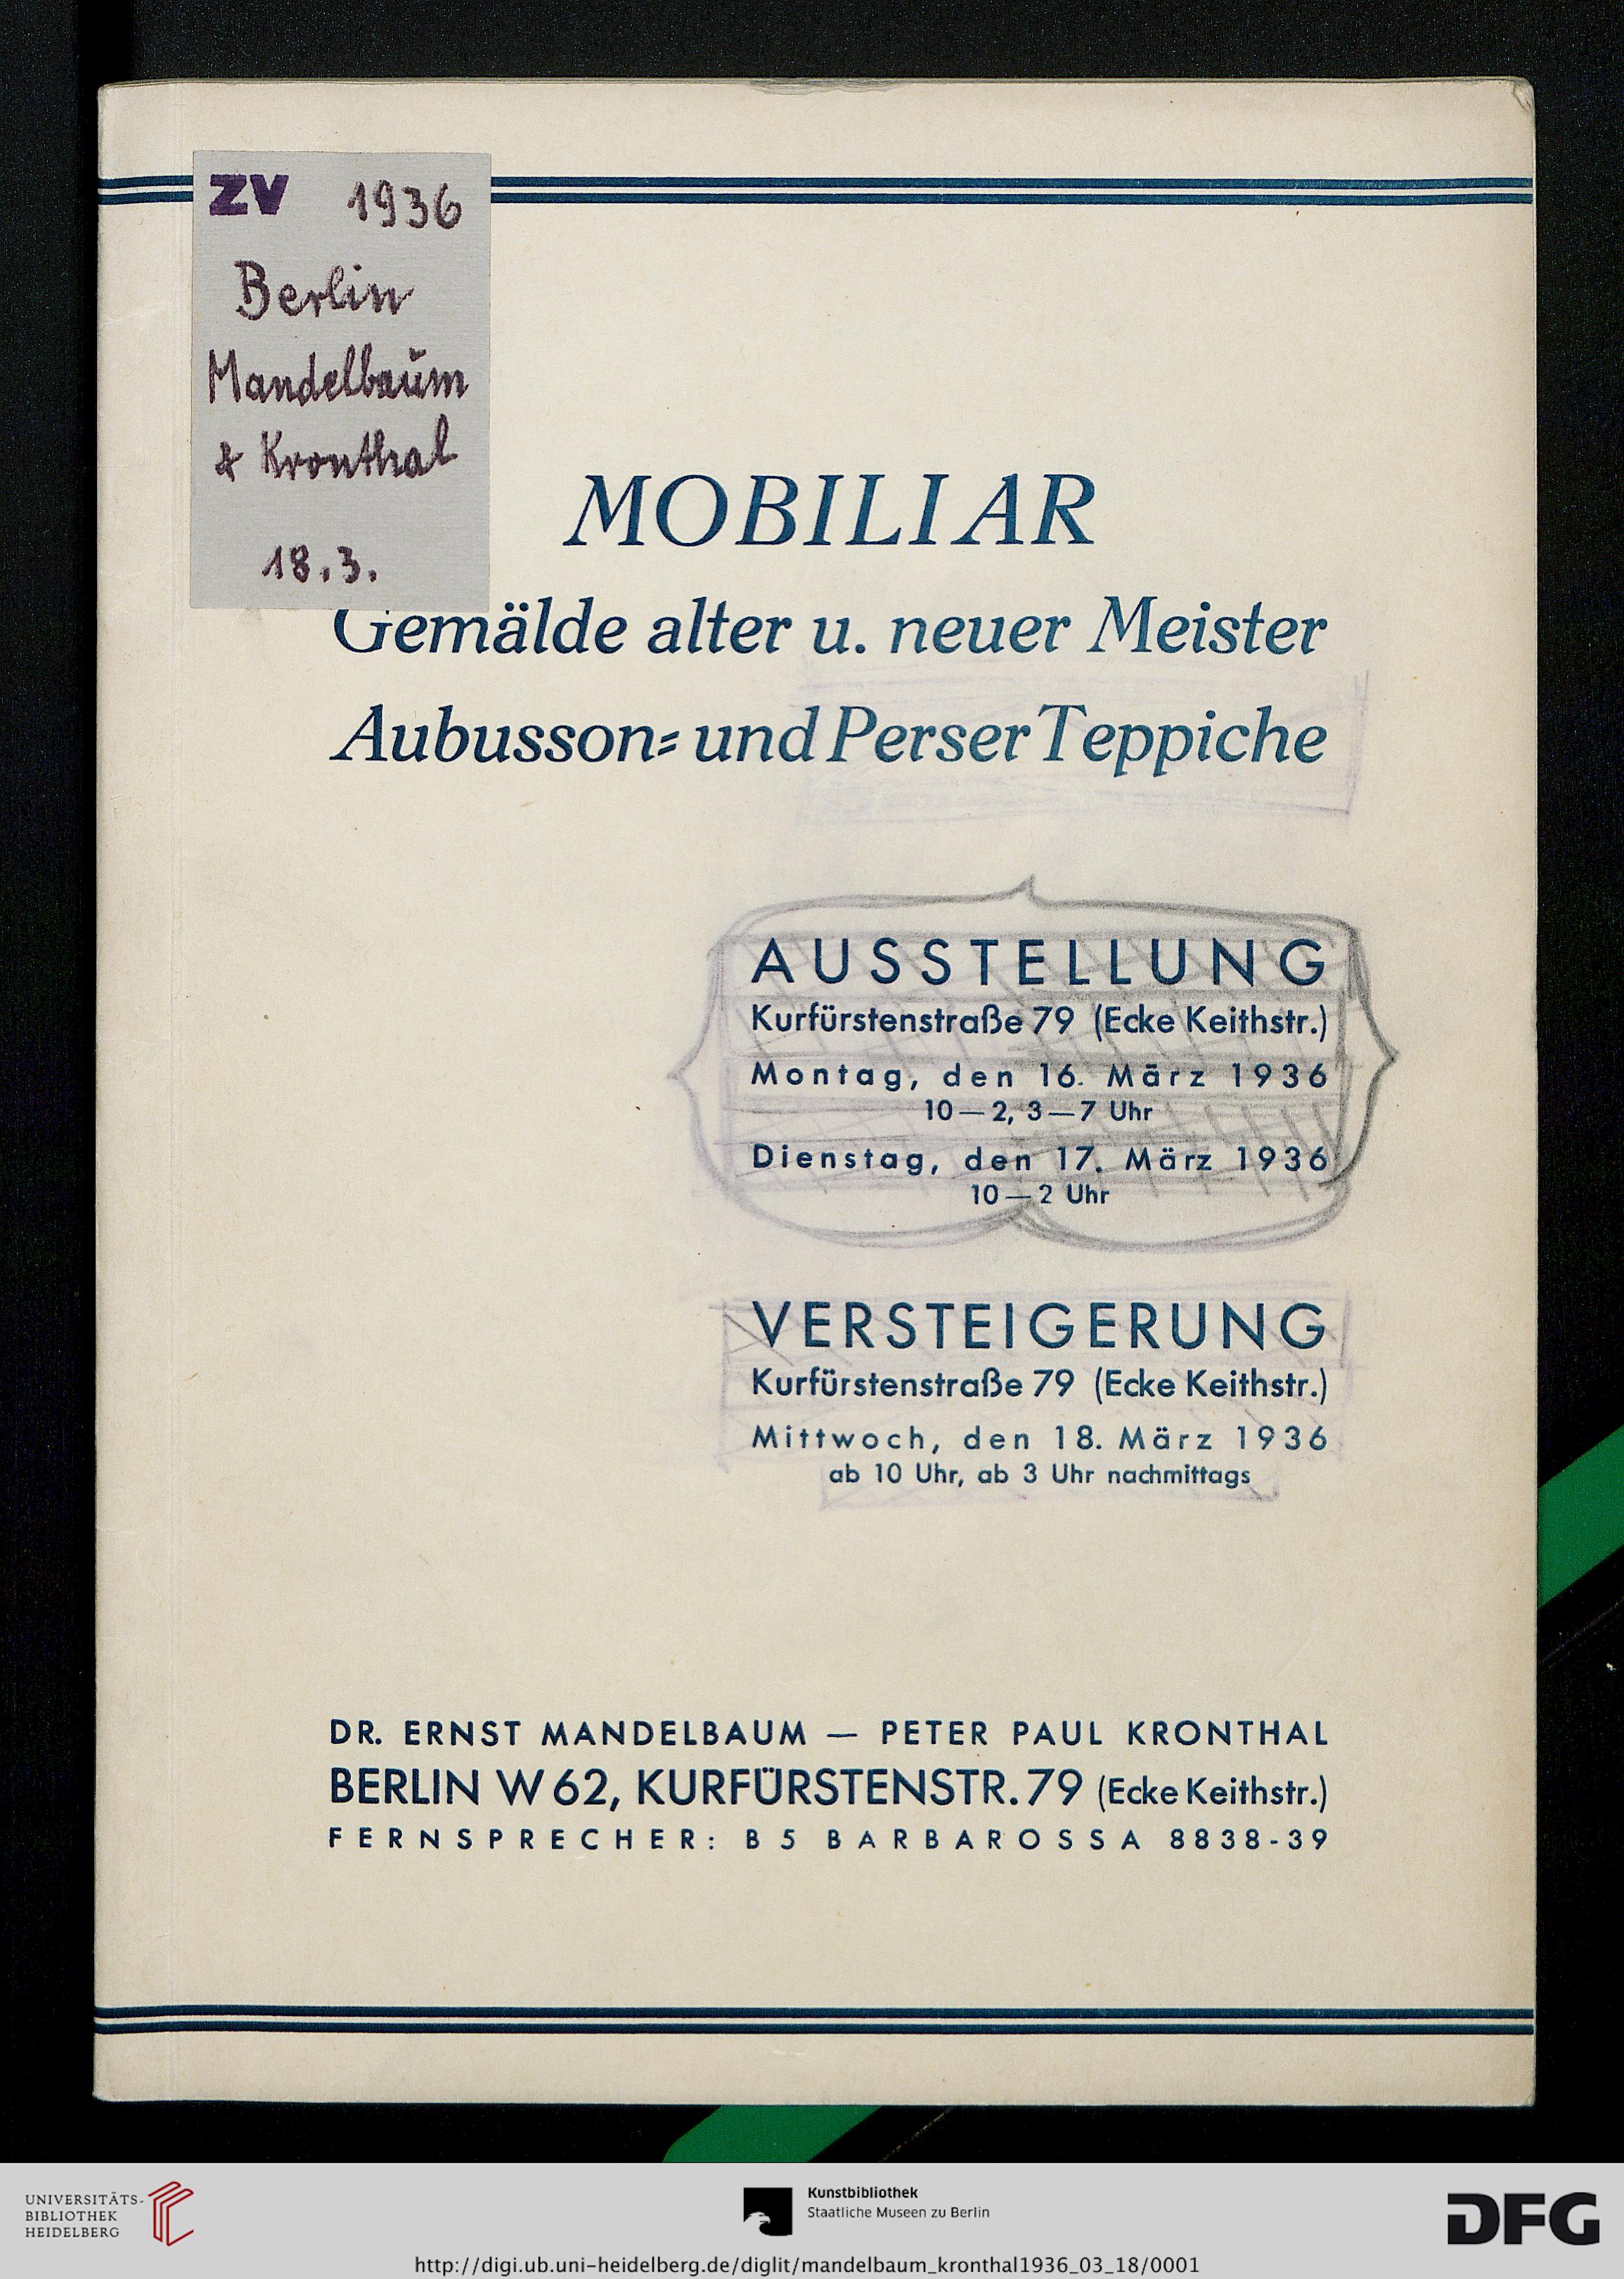 ZV 1936
Berlin
Mandelbaum
& Kronthal
18.3.
MOBILIAR
Gemälde alter u. neuer Meister
Aubusson= und Perser Teppiche
AUSSTELLUNG
Kurfürstenstraße 79 (Ecke Keithstr.)
Montag, den 16. März 1936
10—2, 3—7 Uhr
Dienstag, den 17. März 1936
10—2 Uhr
VERSTEIGERUNG
Kurfürstenstraße 79 (Ecke Keithstr.)
Mittwoch, den 18. März 1936
ab 10 Uhr, ab 3 Uhr nachmittags
DR. ERNST MANDELBAUM — PETER PAUL KRONTHAL
BERLIN W 62, KURFÜRSTENSTR. 79 (Ecke Keithstr.)
FERNSPRECHER: B 5 BARBAROSSA 8838-39
UNIVERSITÄTS-
BIBLIOTHEK
HEIDELBERG
Kunstbibliothek
Staatliche Museen zu Berlin
DFG
http://digi.ub.uni-heidelberg.de/diglit/mandelbaum_kronthal1936_03_18/0001